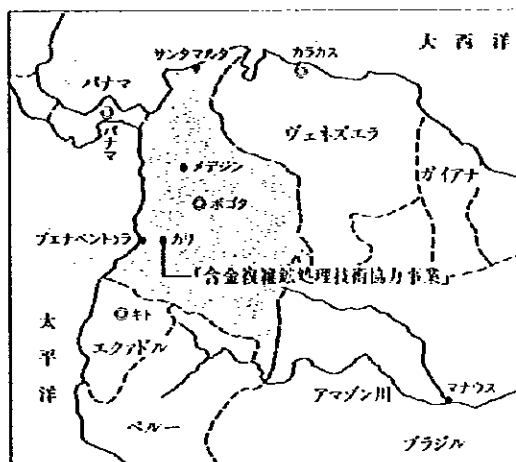 サンタマルタ
カラカス
大西洋
パナマ
パナマ
ヴェネズエラ
ガイアナ
メデジン
ボゴタ
ブエナベントゥラ
カリ
「合金複雑鉱処理技術協力事業」
キト
エクァドル
太平洋
マナウス
アマゾン川
ペルー
ブラジル